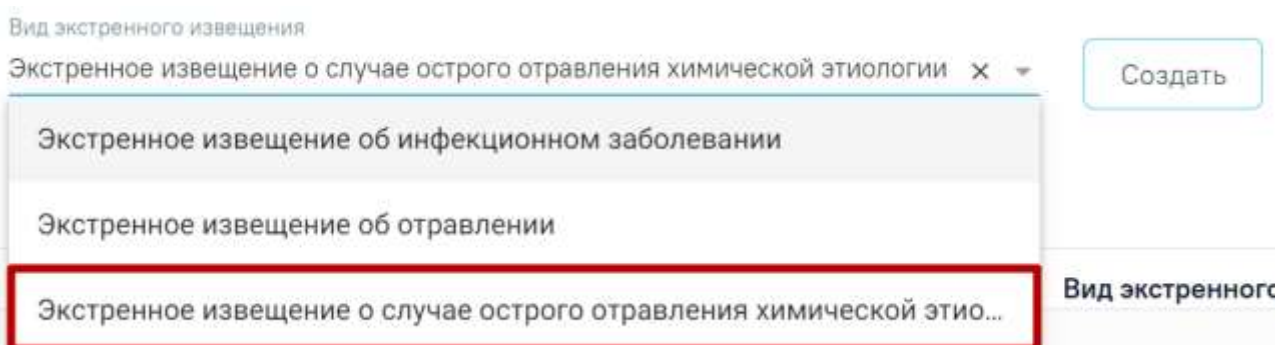 Вид экстренного извещения
Экстренное извещение о случае острого отравления химической этиологии
Создать
Экстренное извещение об инфекционном заболевании
Экстренное извещение об отравлении
Вид экстренного
Экстренное извещение о случае острого отравления химической этио...